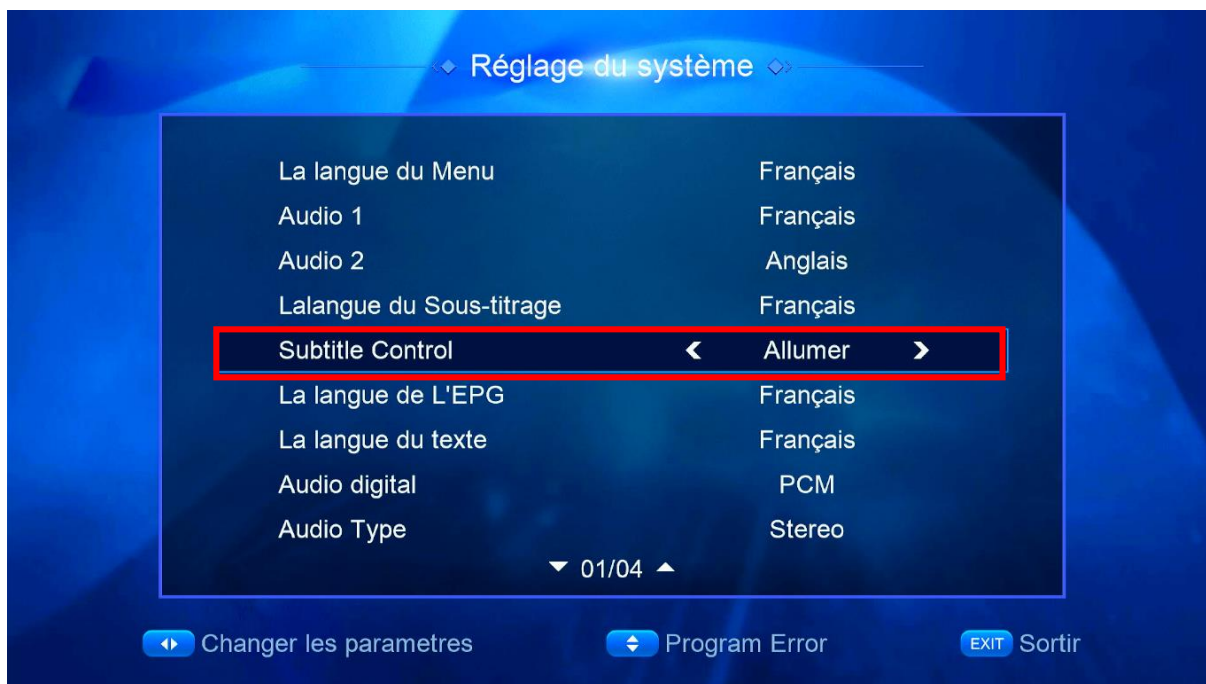 Réglage du système
La langue du Menu Français
Audio 1 Français
Audio 2 Anglais
Lalangue du Sous-titrage Français
Subtitle Control Allumer
La langue de L'EPG Français
La langue du texte Français
Audio digital PCM
Audio Type Stereo
01/04
Changer les parametres Program Error EXIT Sortir